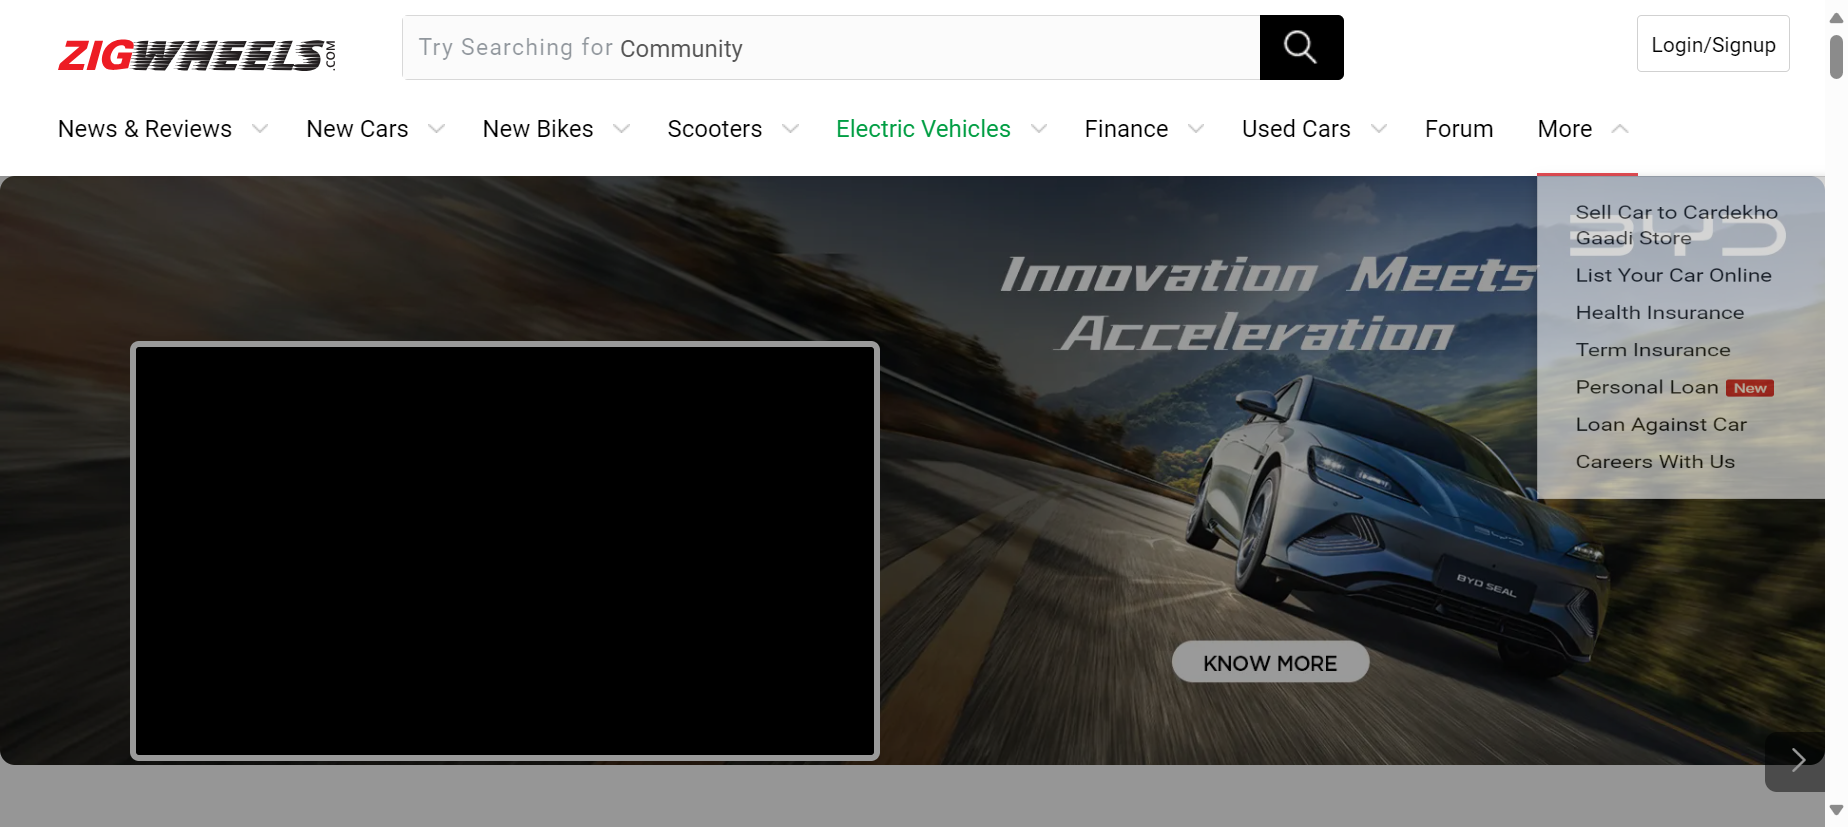 ZIGWHEELS.COM
Try Searching for Community
Login/Signup
News & Reviews
New Cars
New Bikes
Scooters
Electric Vehicles
Finance
Used Cars
Forum
More
Innovation Meets
Acceleration
BYD
Sell Car to Cardekho
Gaadi Store
List Your Car Online
Health Insurance
Term Insurance
Personal Loan New
Loan Against Car
Careers With Us
BYD
BYD SEAL
KNOW MORE